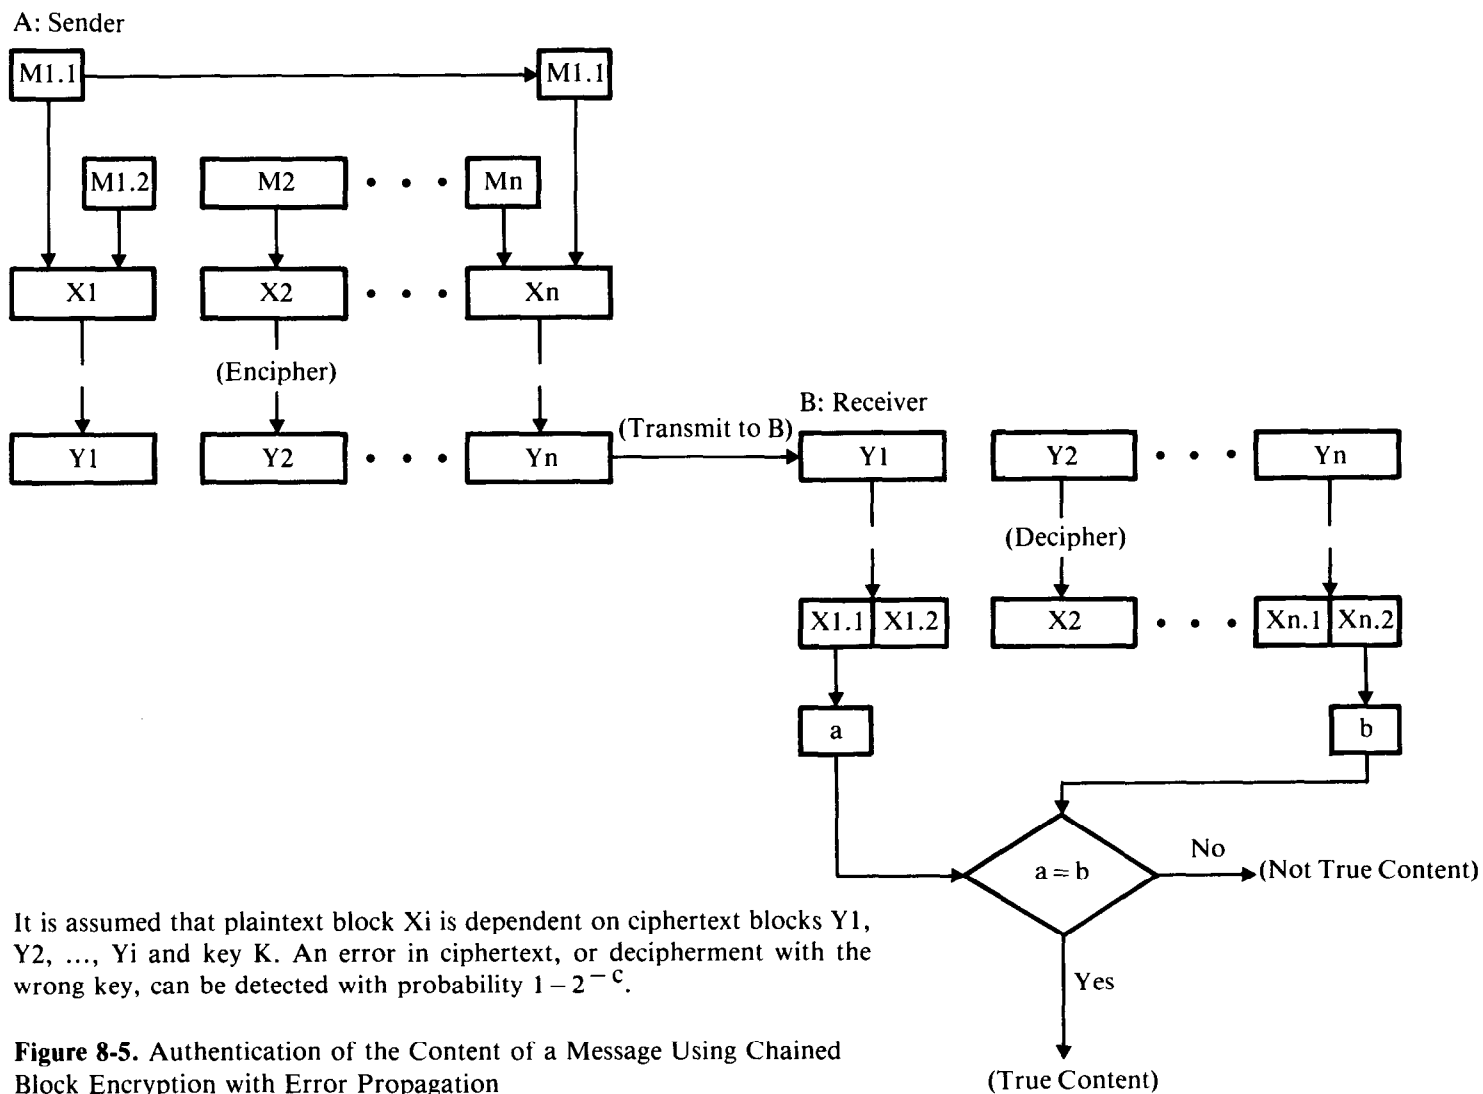 A: Sender
M1.1 M1.1
M1.2 M2 • • • Mn
X1 X2 • • • Xn
(Encipher)
Y1 Y2 • • • Yn
(Transmit to B)
B: Receiver
Y1 Y2 • • • Yn
(Decipher)
X1.1 X1.2 X2 • • • Xn.1 Xn.2
a b
a = b
No
(Not True Content)
Yes
(True Content)
It is assumed that plaintext block Xi is dependent on ciphertext blocks Y1,
Y2, ..., Yi and key K. An error in ciphertext, or decipherment with the
wrong key, can be detected with probability 1 – 2^–c.
Figure 8-5. Authentication of the Content of a Message Using Chained
Block Encryption with Error Propagation